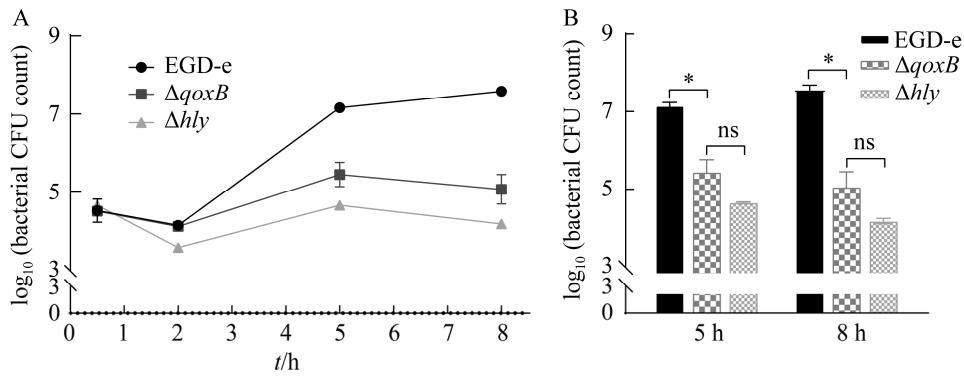 A
log₁₀ (bacterial CFU count)
9
7
5
3
3
0
EGD-e
ΔqoxB
Δhly
0 1 2 3 4 5 6 7 8
t/h
B
log₁₀ (bacterial CFU count)
9
7
5
3
3
0
EGD-e
ΔqoxB
Δhly
*
ns
*
ns
5 h 8 h